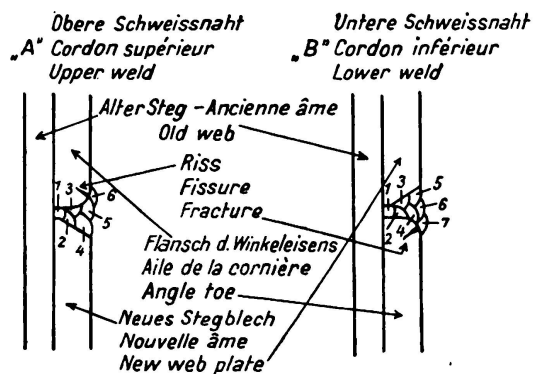 Obere Schweissnaht
„A" Cordon supérieur
Upper weld
Untere Schweissnaht
„B" Cordon inférieur
Lower weld
Alter Steg – Ancienne âme
Old web
Riss
Fissure
Fracture
1 3 6
5
2 4
1 3 5
6
2 4 7
Flansch d. Winkeleisens
Aile de la cornière
Angle toe
Neues Stegblech
Nouvelle âme
New web plate